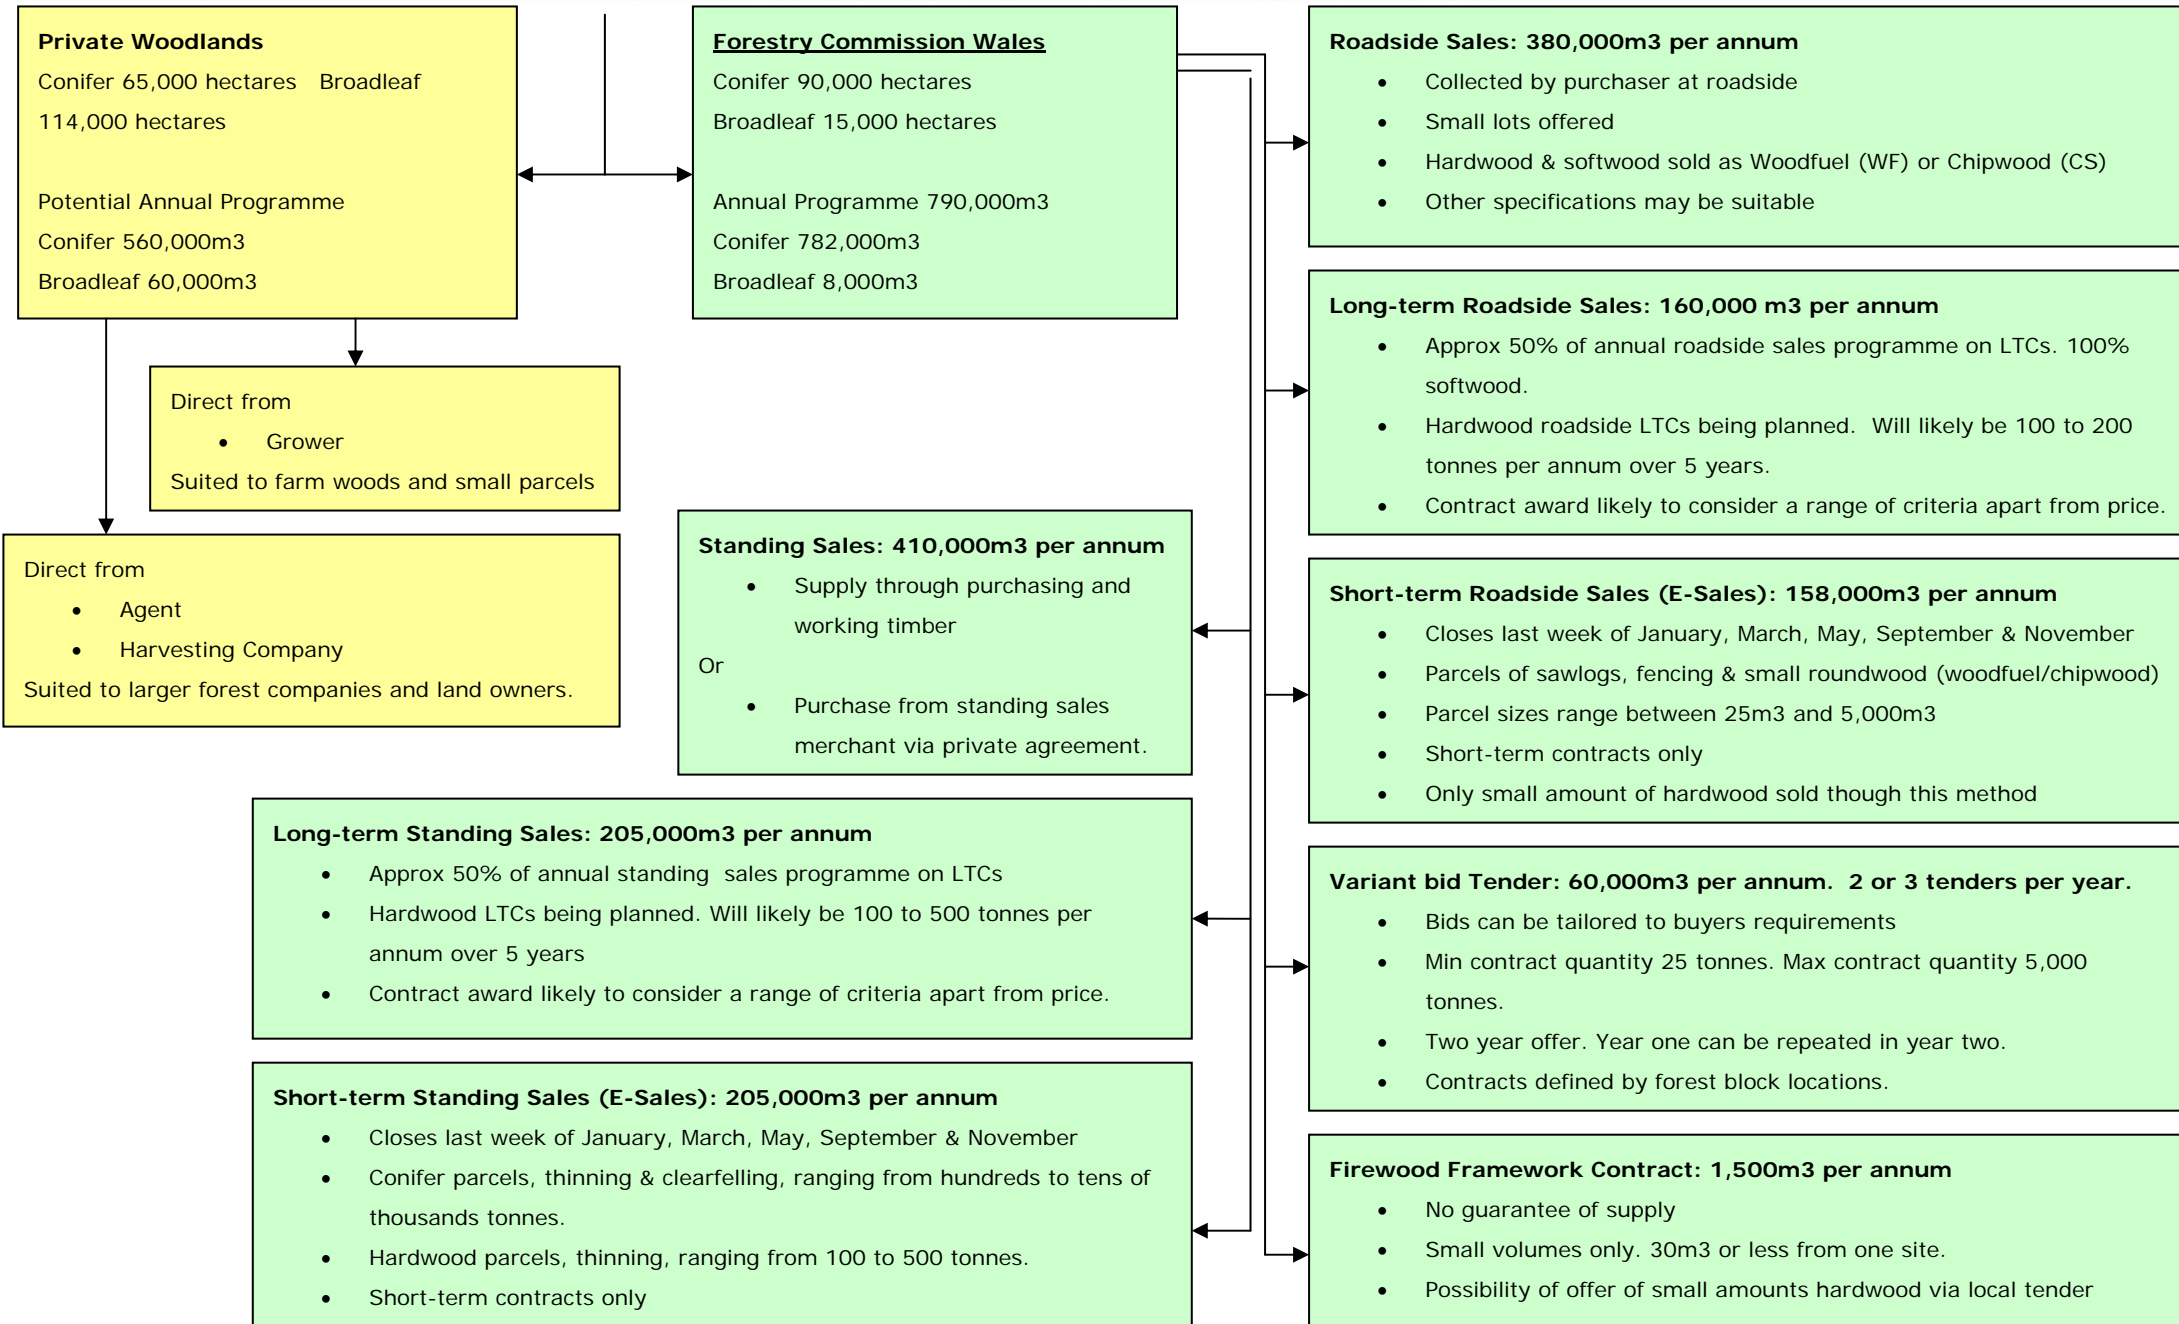 Private Woodlands
Conifer 65,000 hectares   Broadleaf
114,000 hectares
Potential Annual Programme
Conifer 560,000m3
Broadleaf 60,000m3
Forestry Commission Wales
Conifer 90,000 hectares
Broadleaf 15,000 hectares
Annual Programme 790,000m3
Conifer 782,000m3
Broadleaf 8,000m3
Direct from
• Grower
Suited to farm woods and small parcels
Direct from
• Agent
• Harvesting Company
Suited to larger forest companies and land owners.
Standing Sales: 410,000m3 per annum
• Supply through purchasing and
working timber
Or
• Purchase from standing sales
merchant via private agreement.
Long-term Standing Sales: 205,000m3 per annum
• Approx 50% of annual standing  sales programme on LTCs
• Hardwood LTCs being planned. Will likely be 100 to 500 tonnes per
annum over 5 years
• Contract award likely to consider a range of criteria apart from price.
Short-term Standing Sales (E-Sales): 205,000m3 per annum
• Closes last week of January, March, May, September & November
• Conifer parcels, thinning & clearfelling, ranging from hundreds to tens of
thousands tonnes.
• Hardwood parcels, thinning, ranging from 100 to 500 tonnes.
• Short-term contracts only
Roadside Sales: 380,000m3 per annum
• Collected by purchaser at roadside
• Small lots offered
• Hardwood & softwood sold as Woodfuel (WF) or Chipwood (CS)
• Other specifications may be suitable
Long-term Roadside Sales: 160,000 m3 per annum
• Approx 50% of annual roadside sales programme on LTCs. 100%
softwood.
• Hardwood roadside LTCs being planned.  Will likely be 100 to 200
tonnes per annum over 5 years.
• Contract award likely to consider a range of criteria apart from price.
Short-term Roadside Sales (E-Sales): 158,000m3 per annum
• Closes last week of January, March, May, September & November
• Parcels of sawlogs, fencing & small roundwood (woodfuel/chipwood)
• Parcel sizes range between 25m3 and 5,000m3
• Short-term contracts only
• Only small amount of hardwood sold though this method
Variant bid Tender: 60,000m3 per annum.  2 or 3 tenders per year.
• Bids can be tailored to buyers requirements
• Min contract quantity 25 tonnes. Max contract quantity 5,000
tonnes.
• Two year offer. Year one can be repeated in year two.
• Contracts defined by forest block locations.
Firewood Framework Contract: 1,500m3 per annum
• No guarantee of supply
• Small volumes only. 30m3 or less from one site.
• Possibility of offer of small amounts hardwood via local tender